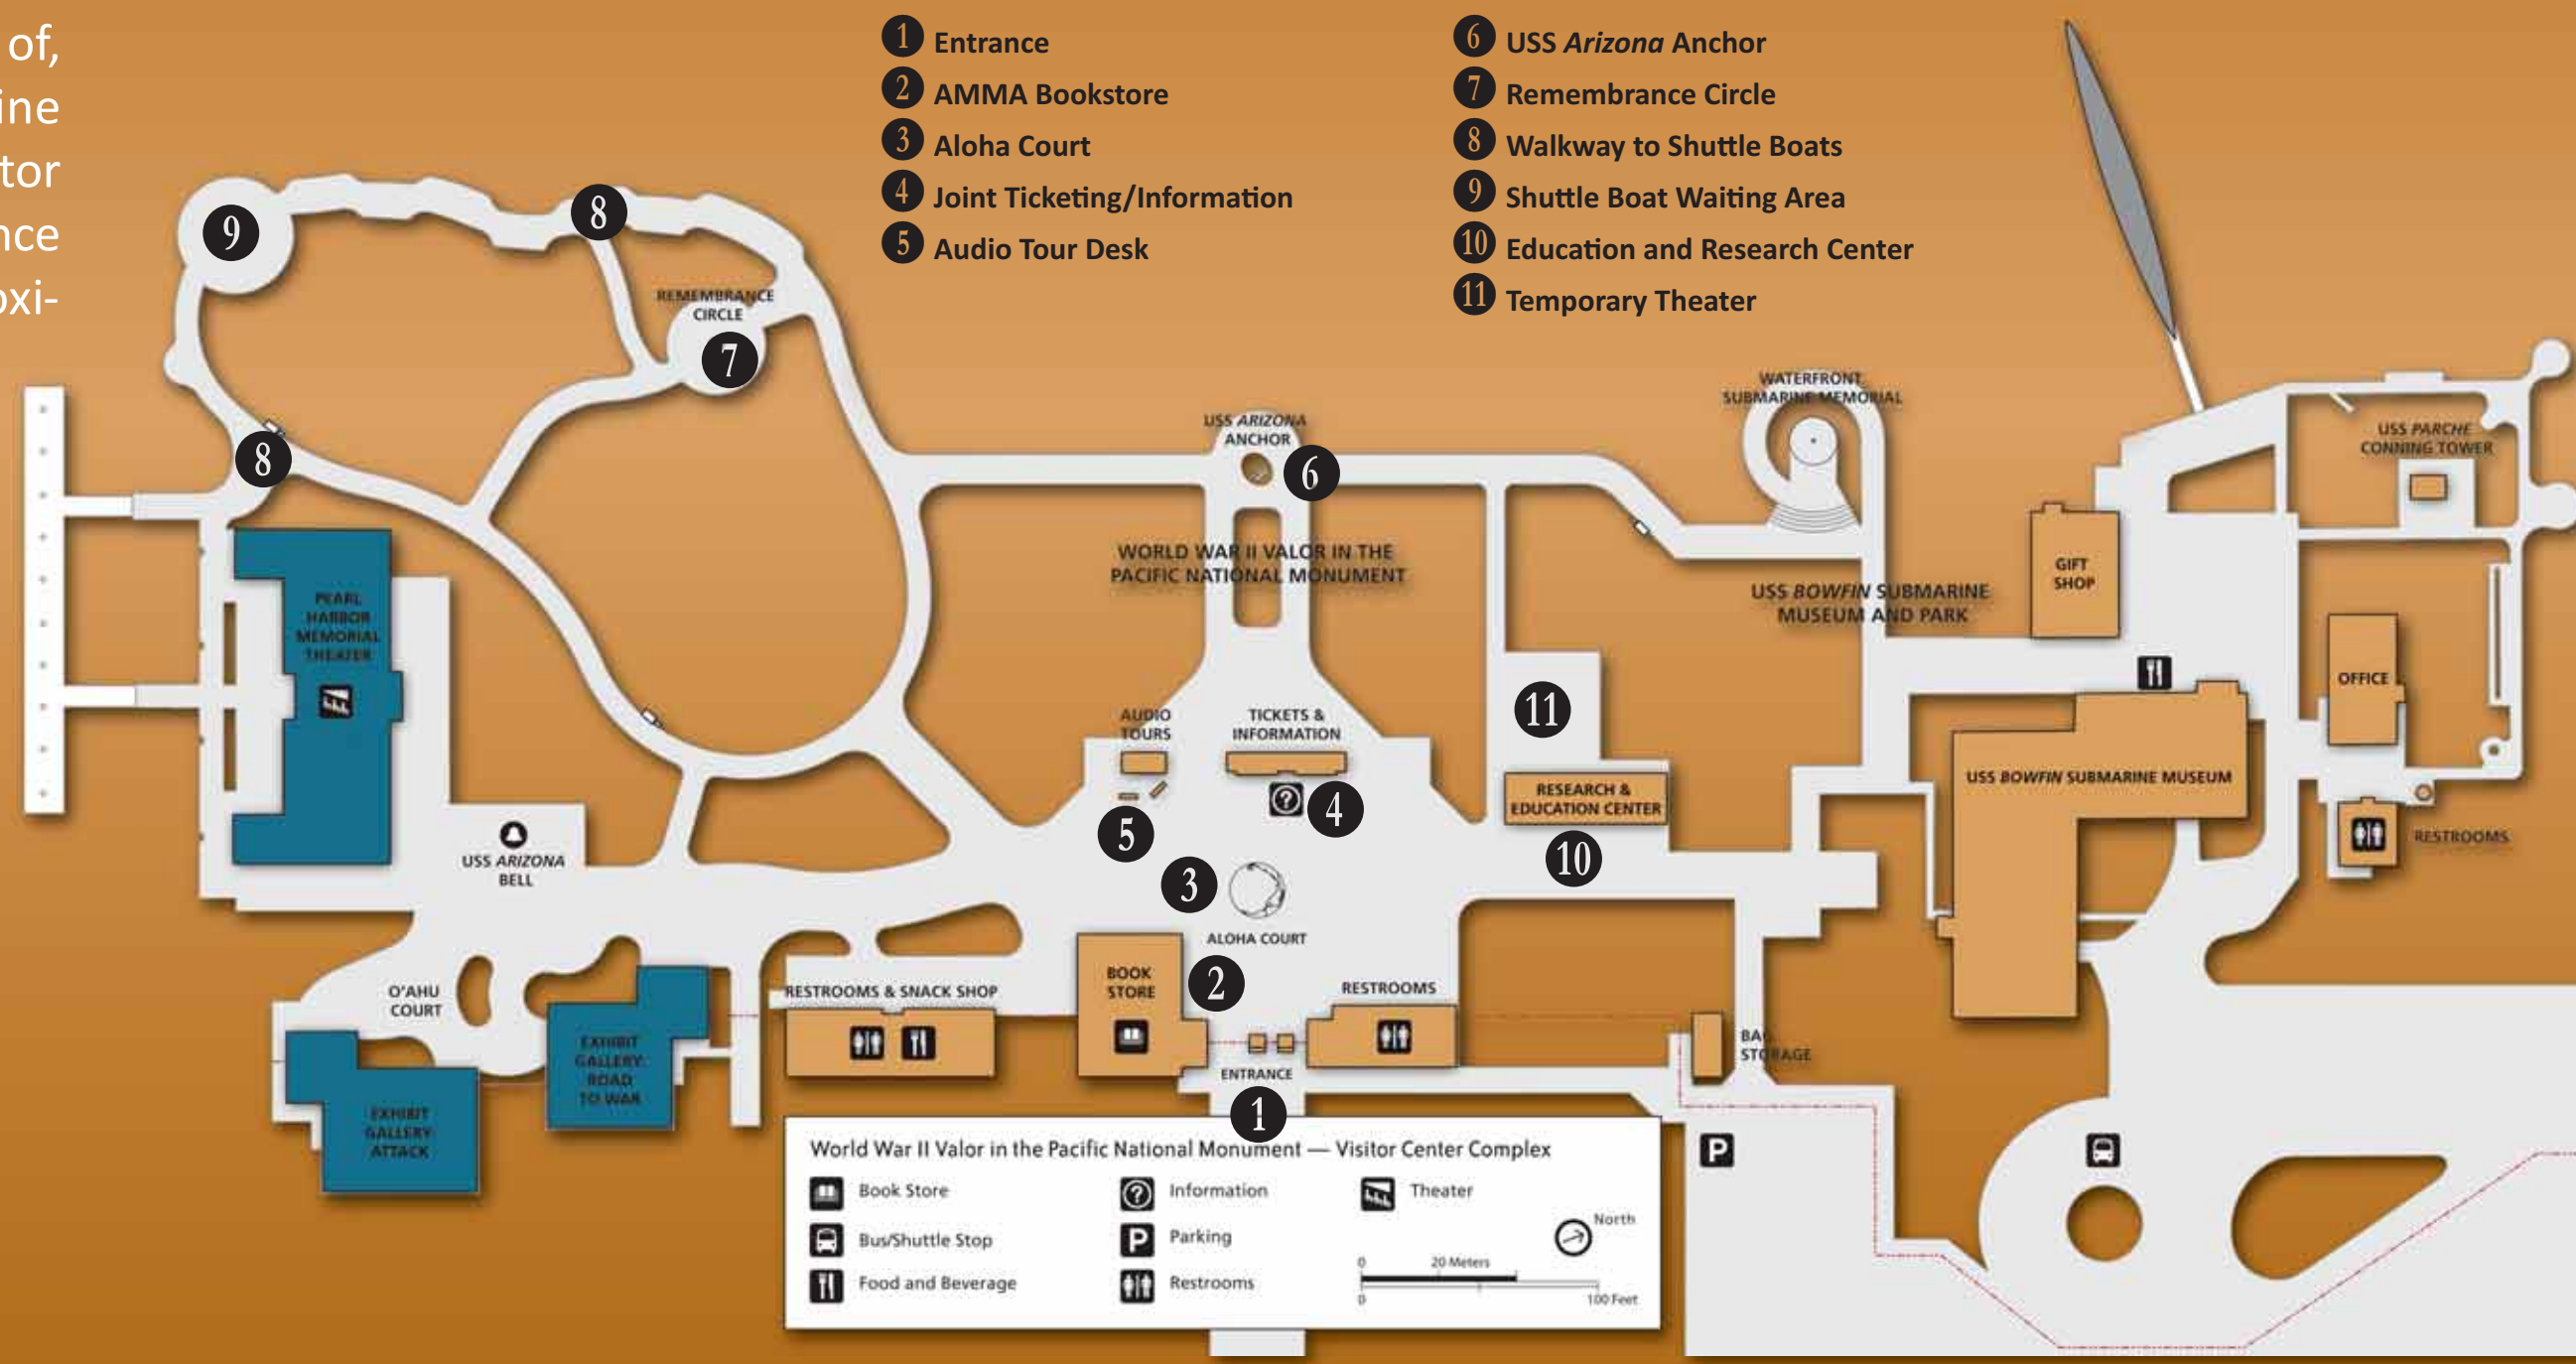 of,
ine
tor
nce
oxi-
1 Entrance
2 AMMA Bookstore
3 Aloha Court
4 Joint Ticketing/Information
5 Audio Tour Desk
6 USS Arizona Anchor
7 Remembrance Circle
8 Walkway to Shuttle Boats
9 Shuttle Boat Waiting Area
10 Education and Research Center
11 Temporary Theater
9
8
REMEMBRANCE
CIRCLE
7
8
USS ARIZONA
ANCHOR
6
WATERFRONT
SUBMARINE MEMORIAL
USS PARCHE
CONNING TOWER
WORLD WAR II VALOR IN THE
PACIFIC NATIONAL MONUMENT
USS BOWFIN SUBMARINE
MUSEUM AND PARK
GIFT
SHOP
PEARL
HARBOR
MEMORIAL
THEATER
OFFICE
AUDIO
TOURS
TICKETS &
INFORMATION
11
5
?
4
RESEARCH &
EDUCATION CENTER
10
USS BOWFIN SUBMARINE MUSEUM
RESTROOMS
USS ARIZONA
BELL
3
ALOHA COURT
O'AHU
COURT
RESTROOMS & SNACK SHOP
BOOK
STORE
2
RESTROOMS
BAG
STORAGE
EXHIBIT
GALLERY:
ROAD
TO WAR
EXHIBIT
GALLERY:
ATTACK
ENTRANCE
1
P
World War II Valor in the Pacific National Monument — Visitor Center Complex
Book Store
Bus/Shuttle Stop
Food and Beverage
? Information
P Parking
Restrooms
Theater
North
0 20 Meters
0 100 Feet